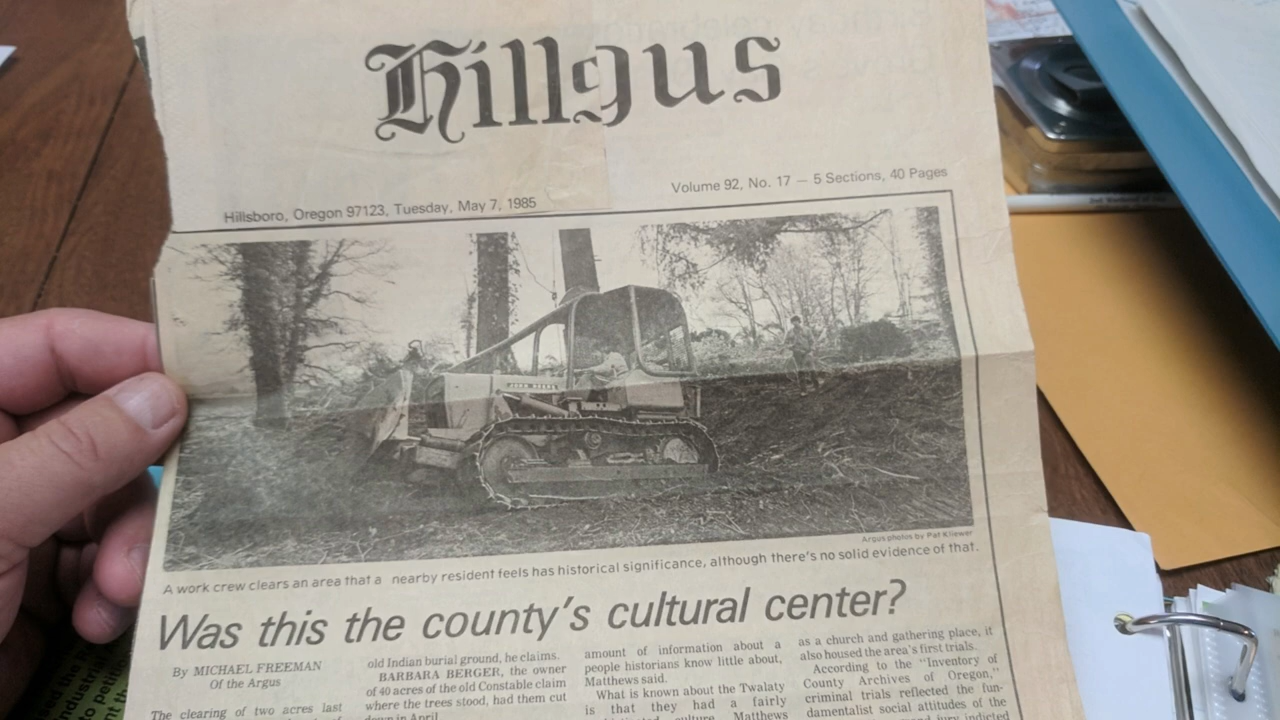 Hillgus
Volume 92, No. 17 — 5 Sections, 40 Pages
Hillsboro, Oregon 97123, Tuesday, May 7, 1985
JOHN DEERE
Argus photos by Pat Kliewer
A work crew clears an area that a nearby resident feels has historical significance, although there's no solid evidence of that.
Was this the county's cultural center?
By MICHAEL FREEMAN
Of the Argus
The clearing of two acres last
old Indian burial ground, he claims.
BARBARA BERGER, the owner
of 40 acres of the old Constable claim
where the trees stood, had them cut
down in April
amount of information about a
people historians know little about,
Matthews said.
What is known about the Twalaty
is that they had a fairly
culture, Matthews
as a church and gathering place, it
also housed the area's first trials.
According to the "Inventory of
County Archives of Oregon,"
criminal trials reflected the fun-
damentalist social attitudes of the
jury indicted